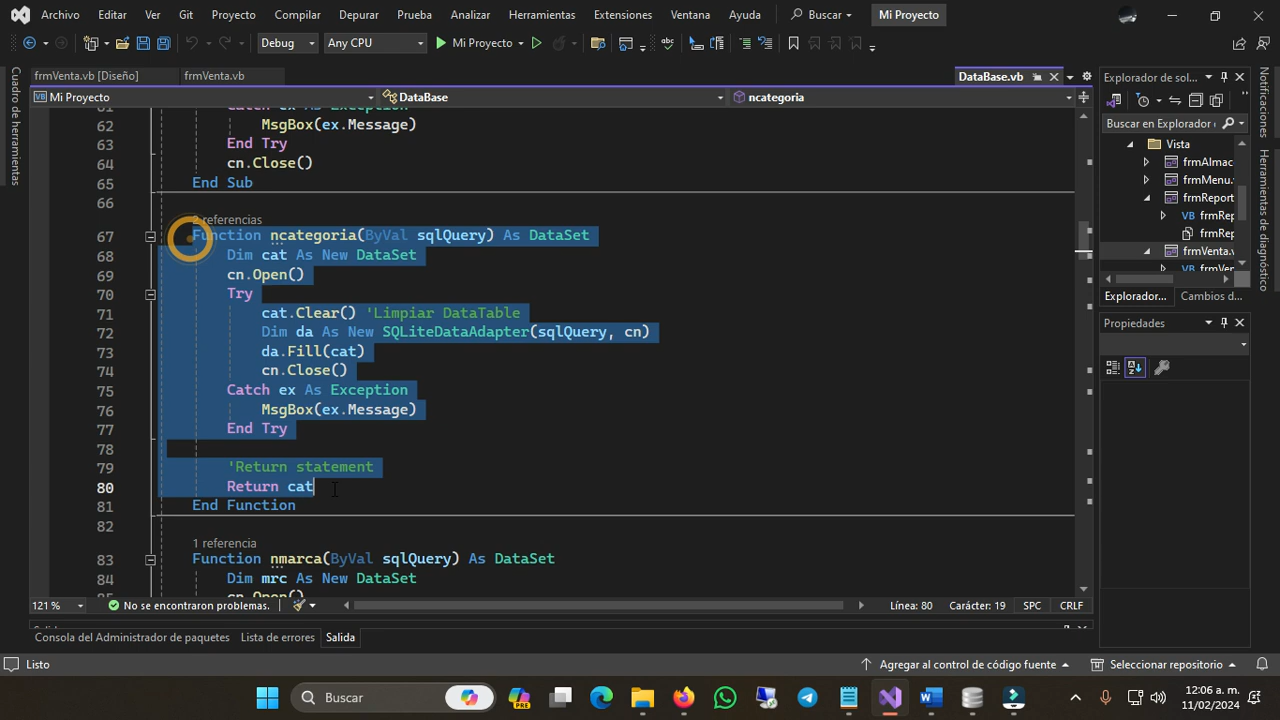 Archivo Editar Ver Git Proyecto Compilar Depurar Prueba Analizar Herramientas Extensiones Ventana Ayuda Buscar Mi Proyecto
Debug Any CPU Mi Proyecto
frmVenta.vb [Diseño] frmVenta.vb DataBase.vb
Mi Proyecto DataBase ncategoria
62 MsgBox(ex.Message)
63 End Try
64 cn.Close()
65 End Sub
66
2 referencias
67 Function ncategoria(ByVal sqlQuery) As DataSet
68 Dim cat As New DataSet
69 cn.Open()
70 Try
71 cat.Clear() 'Limpiar DataTable
72 Dim da As New SQLiteDataAdapter(sqlQuery, cn)
73 da.Fill(cat)
74 cn.Close()
75 Catch ex As Exception
76 MsgBox(ex.Message)
77 End Try
78
79 'Return statement
80 Return cat
81 End Function
82
1 referencia
83 Function nmarca(ByVal sqlQuery) As DataSet
84 Dim mrc As New DataSet
121 % No se encontraron problemas. Línea: 80 Carácter: 19 SPC CRLF
Consola del Administrador de paquetes Lista de errores Salida
Listo Agregar al control de código fuente Seleccionar repositorio
Cuadro de herramientas
Explorador de sol...
Buscar en Explorador
Vista
frmAlmac
frmMenu.v
frmReport
frmRep
frmRep
frmVenta.
Explorador... Cambios d...
Propiedades
Notificaciones
Herramientas de diagnóstico
Buscar PRE
12:06 a. m.
11/02/2024